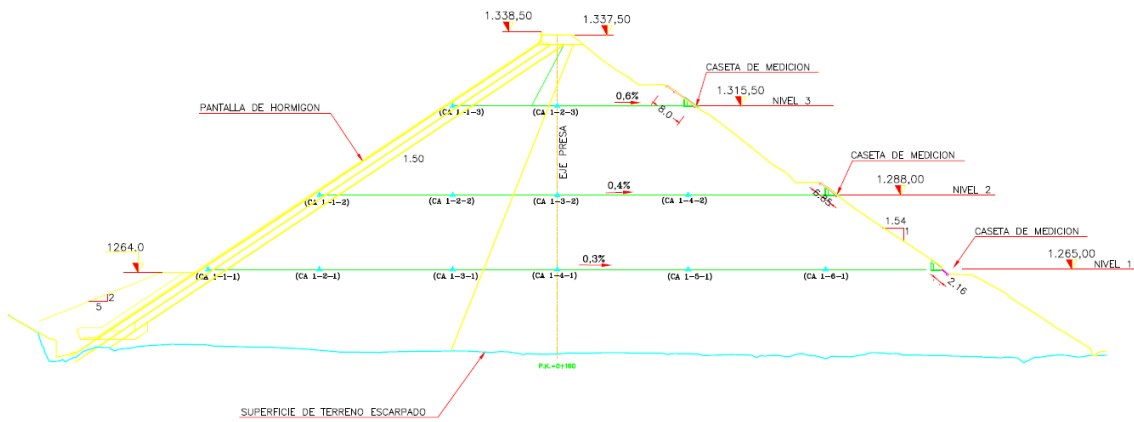 1.338,50
1.337,50
CASETA DE MEDICION
1.315,50
NIVEL 3
0,6%
8.0
PANTALLA DE HORMIGON
(CA 1-1-3)
(CA 1-2-3)
EJE PRESA
1.50
CASETA DE MEDICION
1.288,00
NIVEL 2
0,4%
6.85
(CA 1-1-2)
(CA 1-2-2)
(CA 1-3-2)
(CA 1-4-2)
1.54
1
CASETA DE MEDICION
1264.0
1.265,00
NIVEL 1
0,3%
(CA 1-1-1)
(CA 1-2-1)
(CA 1-3-1)
(CA 1-4-1)
(CA 1-5-1)
(CA 1-6-1)
2.16
2
5
P.K.=0+160
SUPERFICIE DE TERRENO ESCARPADO